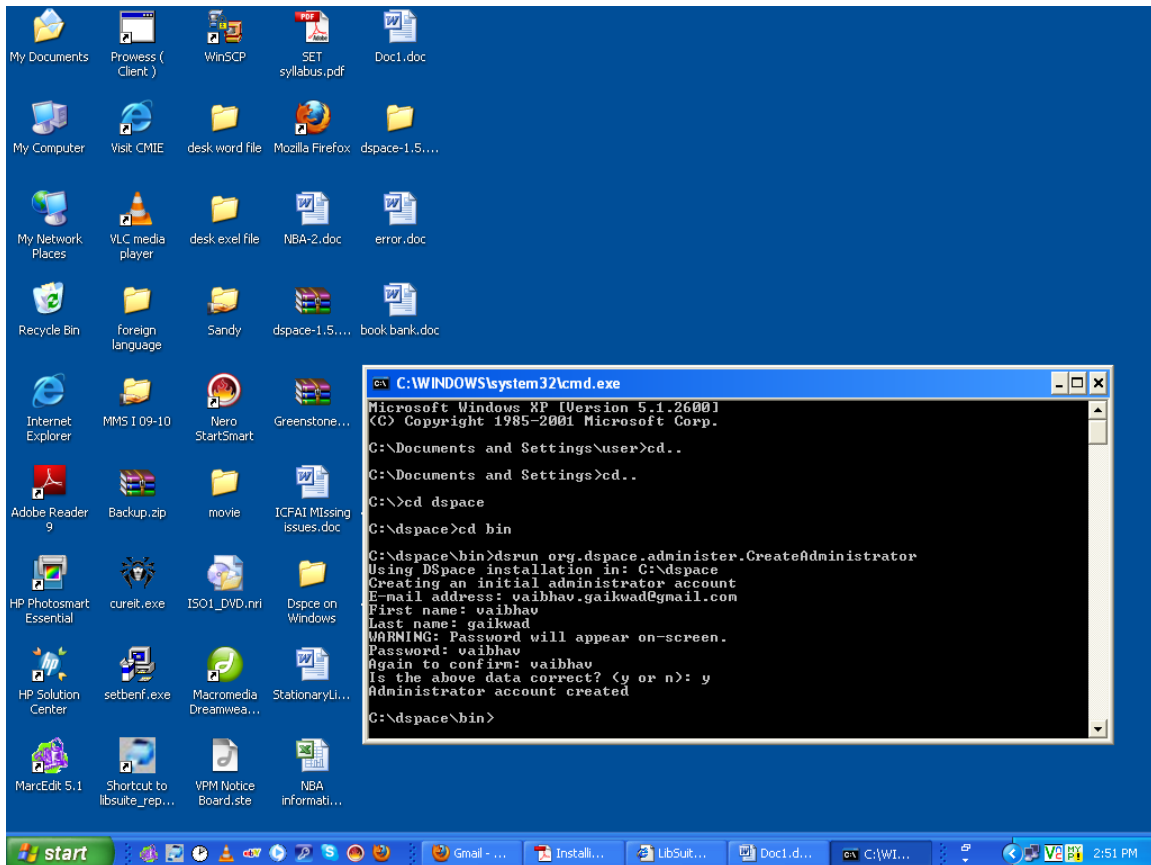 My Documents
Prowess (
Client )
WinSCP
PDF
Adobe
SET
syllabus.pdf
Doc1.doc
My Computer
Visit CMIE
desk word file
Mozilla Firefox
dspace-1.5....
My Network
Places
VLC media
player
desk exel file
NBA-2.doc
error.doc
Recycle Bin
foreign
language
Sandy
dspace-1.5....
book bank.doc
Internet
Explorer
MMS I 09-10
Nero
StartSmart
Greenstone...
Adobe Reader
9
Backup.zip
movie
ICFAI MIssing
issues.doc
HP Photosmart
Essential
cureit.exe
ISO1_DVD.nri
Dspce on
Windows
HP Solution
Center
setbenf.exe
Macromedia
Dreamwea...
StationaryLi...
MarcEdit 5.1
Shortcut to
libsuite_rep...
VPM Notice
Board.ste
NBA
informati...
C:\WINDOWS\system32\cmd.exe
Microsoft Windows XP [Version 5.1.2600]
(C) Copyright 1985-2001 Microsoft Corp.
C:\Documents and Settings\user>cd..
C:\Documents and Settings>cd..
C:\>cd dspace
C:\dspace>cd bin
C:\dspace\bin>dsrun org.dspace.administer.CreateAdministrator
Using DSpace installation in: C:\dspace
Creating an initial administrator account
E-mail address: vaibhav.gaikwad@gmail.com
First name: vaibhav
Last name: gaikwad
WARNING: Password will appear on-screen.
Password: vaibhav
Again to confirm: vaibhav
Is the above data correct? (y or n): y
Administrator account created
C:\dspace\bin>
start
Gmail - ...
Installi...
LibSuit...
Doc1.d...
C:\WI...
2:51 PM